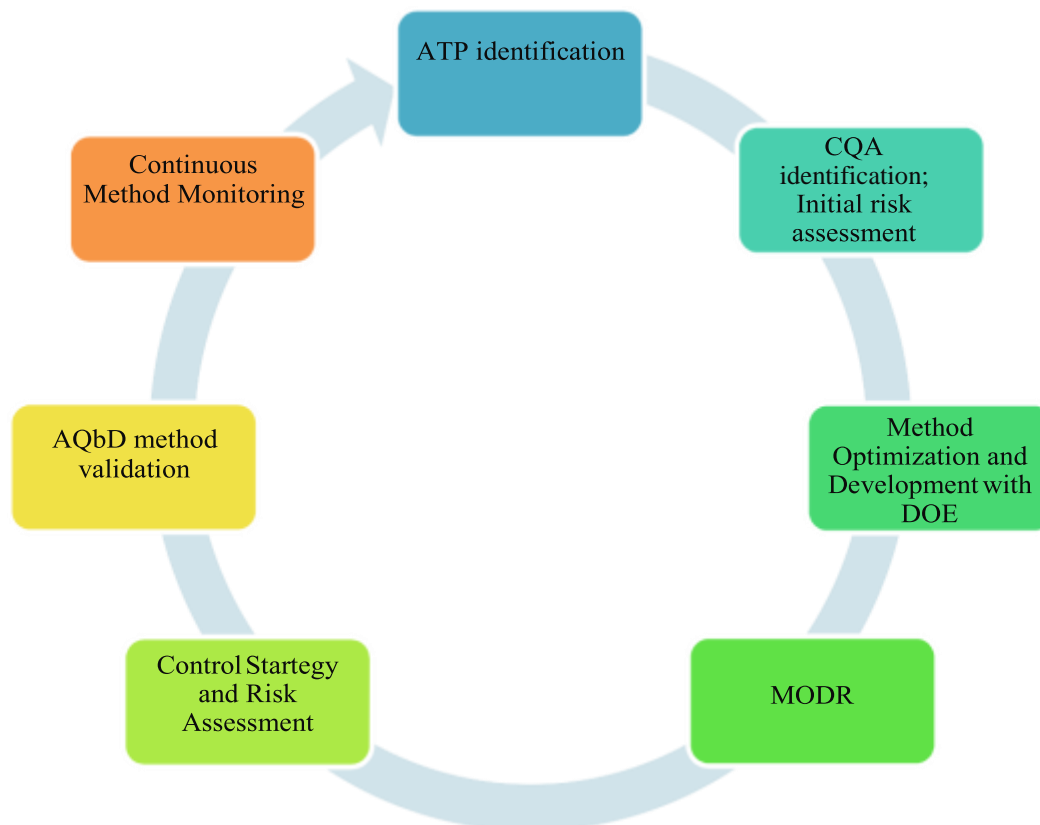 ATP identification
CQA
identification;
Initial risk
assessment
Method
Optimization and
Development with
DOE
MODR
Control Startegy
and Risk
Assessment
AQbD method
validation
Continuous
Method Monitoring